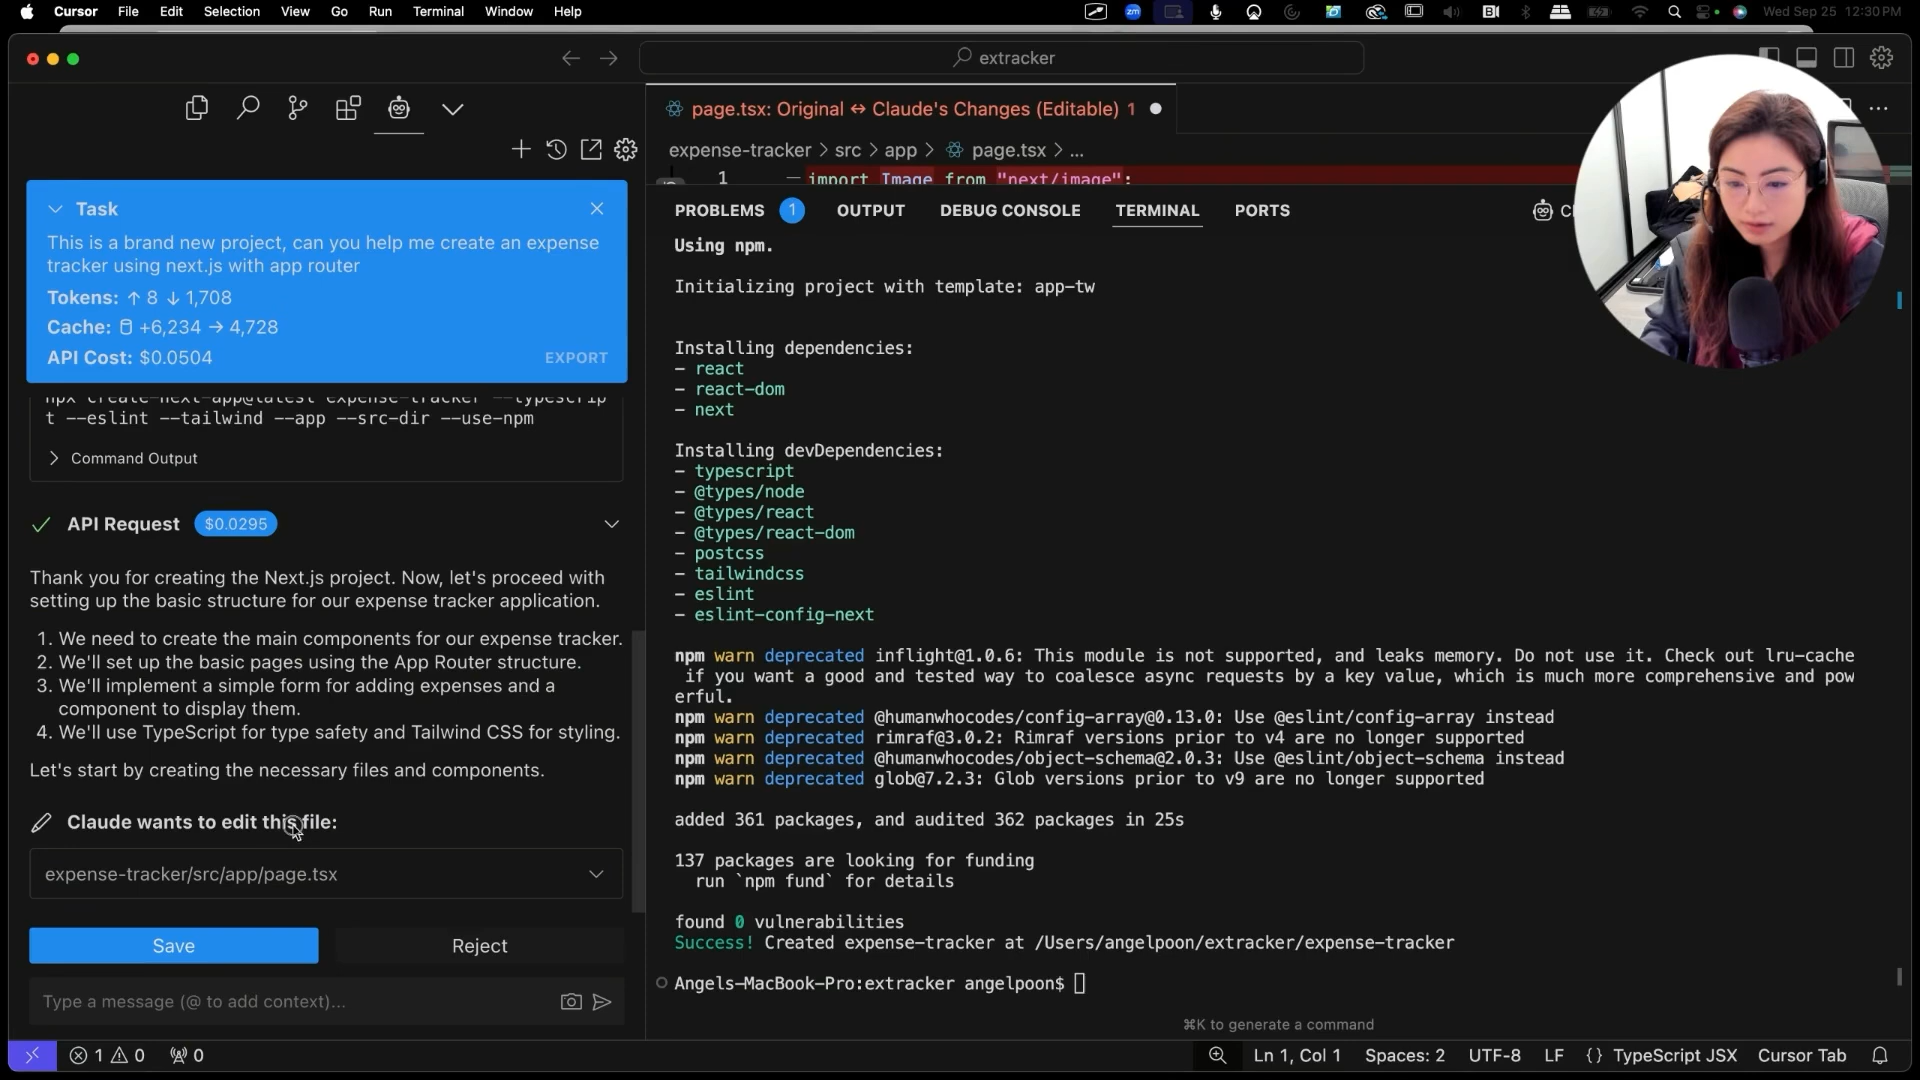 Cursor File Edit Selection View Go Run Terminal Window Help
zm
Wed Sep 25 12:30 PM
extracker
page.tsx: Original ↔ Claude's Changes (Editable) 1
expense-tracker > src > app > page.tsx > ...
1 import Image from "next/image";
Task
This is a brand new project, can you help me create an expense
tracker using next.js with app router
Tokens: ↑ 8 ↓ 1,708
Cache: +6,234 → 4,728
API Cost: $0.0504
EXPORT
npx create-next-app@latest expense-tracker --typescrip
t --eslint --tailwind --app --src-dir --use-npm
Command Output
API Request $0.0295
Thank you for creating the Next.js project. Now, let's proceed with
setting up the basic structure for our expense tracker application.
1. We need to create the main components for our expense tracker.
2. We'll set up the basic pages using the App Router structure.
3. We'll implement a simple form for adding expenses and a
component to display them.
4. We'll use TypeScript for type safety and Tailwind CSS for styling.
Let's start by creating the necessary files and components.
Claude wants to edit this file:
expense-tracker/src/app/page.tsx
Save
Reject
Type a message (@ to add context)...
PROBLEMS 1 OUTPUT DEBUG CONSOLE TERMINAL PORTS
Using npm.
Initializing project with template: app-tw
Installing dependencies:
- react
- react-dom
- next
Installing devDependencies:
- typescript
- @types/node
- @types/react
- @types/react-dom
- postcss
- tailwindcss
- eslint
- eslint-config-next
npm warn deprecated inflight@1.0.6: This module is not supported, and leaks memory. Do not use it. Check out lru-cache
if you want a good and tested way to coalesce async requests by a key value, which is much more comprehensive and pow
erful.
npm warn deprecated @humanwhocodes/config-array@0.13.0: Use @eslint/config-array instead
npm warn deprecated rimraf@3.0.2: Rimraf versions prior to v4 are no longer supported
npm warn deprecated @humanwhocodes/object-schema@2.0.3: Use @eslint/object-schema instead
npm warn deprecated glob@7.2.3: Glob versions prior to v9 are no longer supported
added 361 packages, and audited 362 packages in 25s
137 packages are looking for funding
run `npm fund` for details
found 0 vulnerabilities
Success! Created expense-tracker at /Users/angelpoon/extracker/expense-tracker
Angels-MacBook-Pro:extracker angelpoon$
⌘K to generate a command
1 0 0
Ln 1, Col 1 Spaces: 2 UTF-8 LF {} TypeScript JSX Cursor Tab